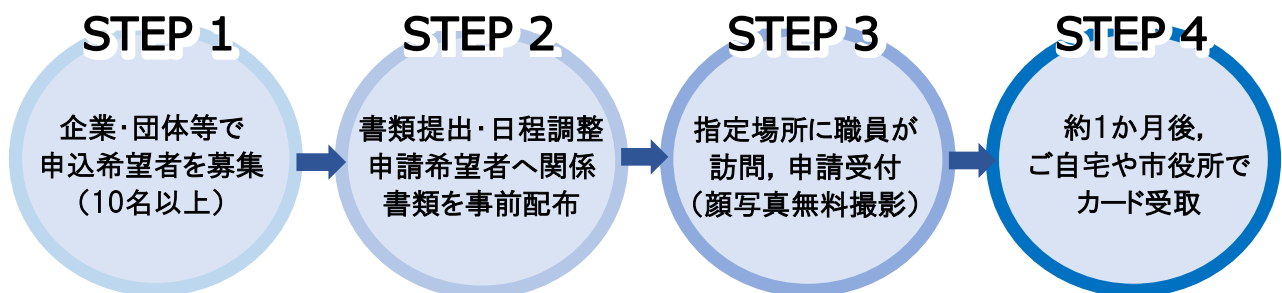 STEP 1
企業・団体等で
申込希望者を募集
（10名以上）
STEP 2
書類提出・日程調整
申請希望者へ関係
書類を事前配布
STEP 3
指定場所に職員が
訪問，申請受付
（顔写真無料撮影）
STEP 4
約1か月後，
ご自宅や市役所で
カード受取